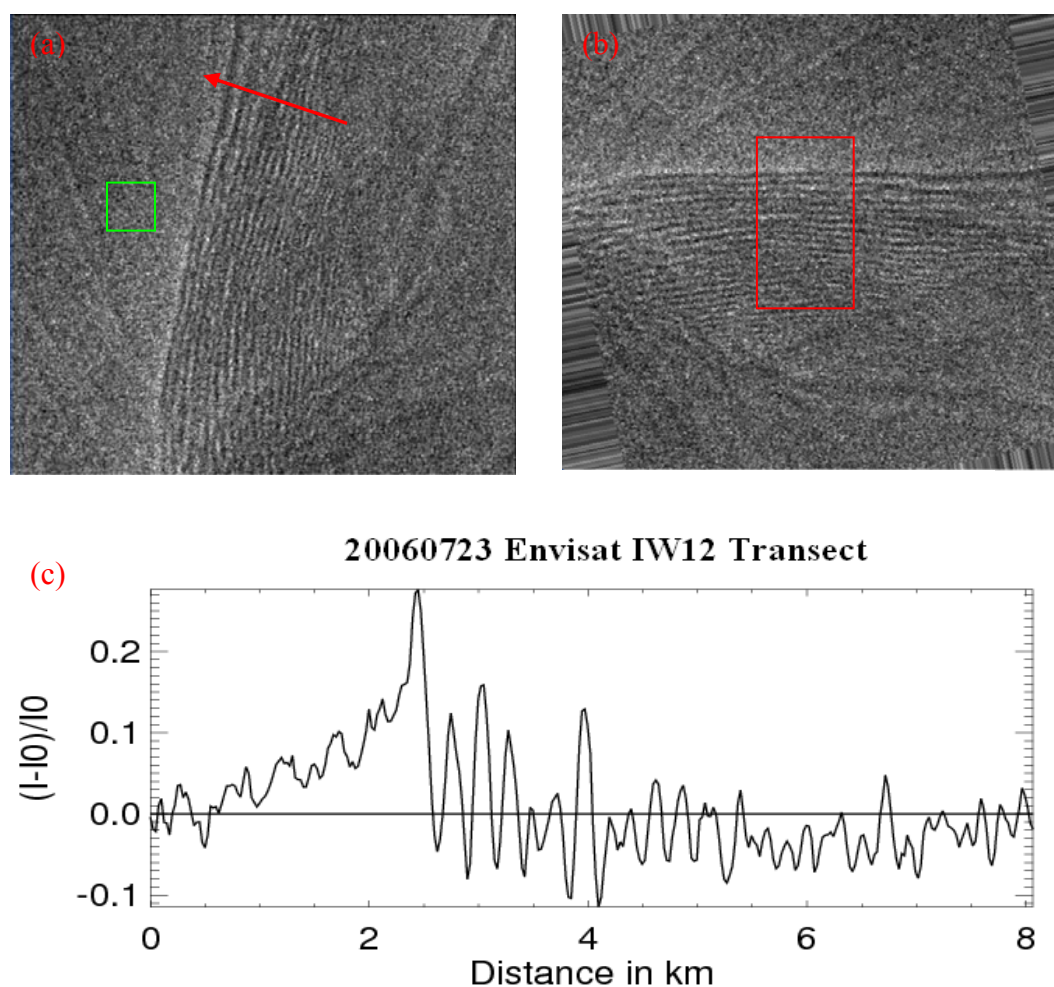 (a)
(b)
20060723 Envisat IW12 Transect
(c)
(I-I0)/I0
0.2
0.1
0.0
-0.1
0
2
4
6
8
Distance in km